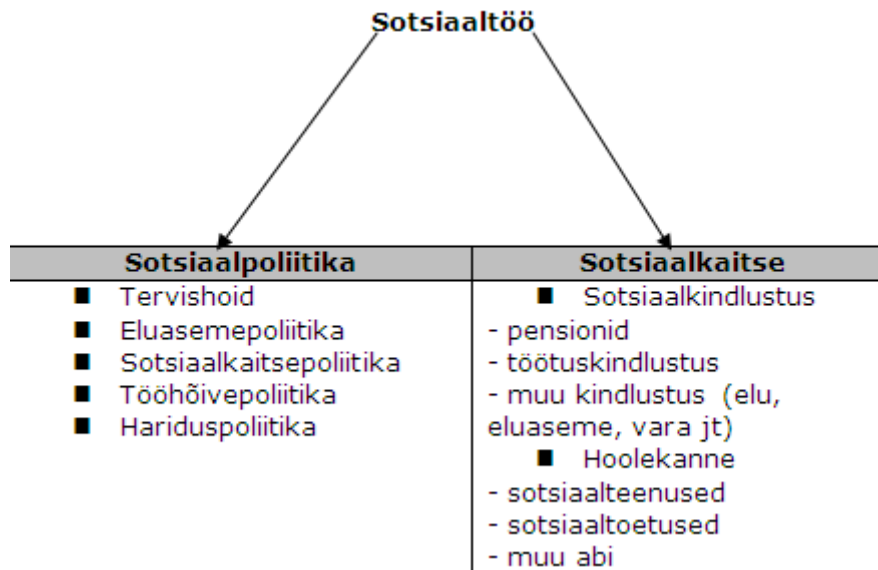 Sotsiaaltöö
Sotsiaalpoliitika
■ Tervishoid
■ Eluasemepoliitika
■ Sotsiaalkaitsepoliitika
■ Tööhõivepoliitika
■ Hariduspoliitika
Sotsiaalkaitse
■ Sotsiaalkindlustus
- pensionid
- töötuskindlustus
- muu kindlustus (elu,
eluaseme, vara jt)
■ Hoolekanne
- sotsiaalteenused
- sotsiaaltoetused
- muu abi